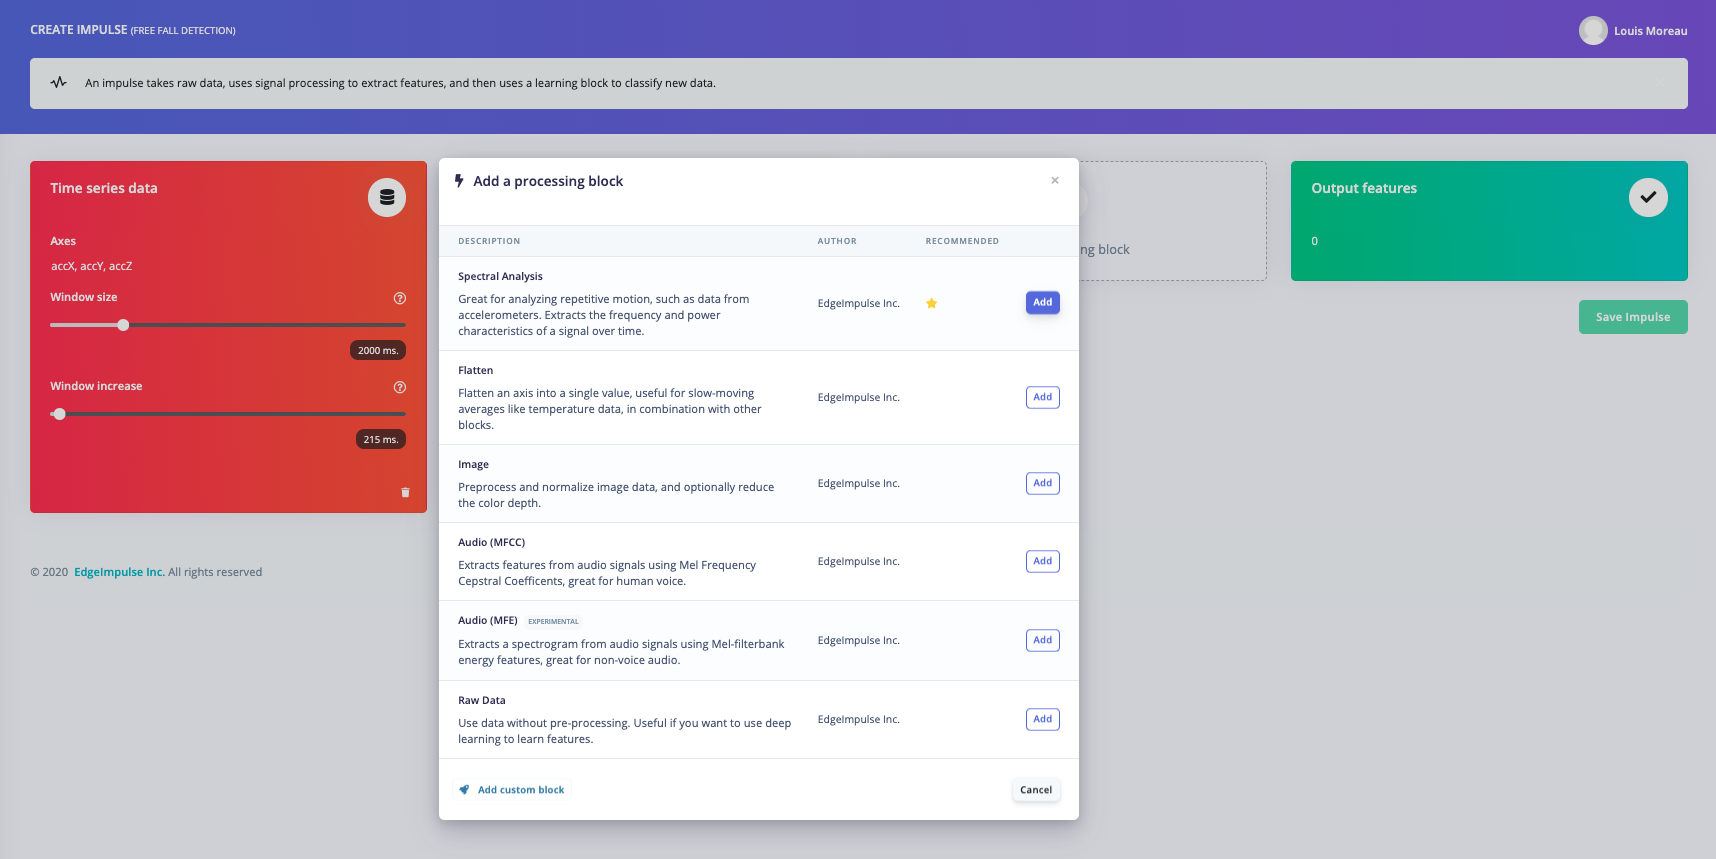 CREATE IMPULSE (FREE FALL DETECTION)
Louis Moreau
An impulse takes raw data, uses signal processing to extract features, and then uses a learning block to classify new data.
Time series data
Axes
accX, accY, accZ
Window size
2000 ms.
Window increase
215 ms.
Add a processing block
×
DESCRIPTION AUTHOR RECOMMENDED
Spectral Analysis
Great for analyzing repetitive motion, such as data from
accelerometers. Extracts the frequency and power
characteristics of a signal over time.
EdgeImpulse Inc.
Add
Flatten
Flatten an axis into a single value, useful for slow-moving
averages like temperature data, in combination with other
blocks.
EdgeImpulse Inc.
Add
Image
Preprocess and normalize image data, and optionally reduce
the color depth.
EdgeImpulse Inc.
Add
Audio (MFCC)
Extracts features from audio signals using Mel Frequency
Cepstral Coefficents, great for human voice.
EdgeImpulse Inc.
Add
Audio (MFE) EXPERIMENTAL
Extracts a spectrogram from audio signals using Mel-filterbank
energy features, great for non-voice audio.
EdgeImpulse Inc.
Add
Raw Data
Use data without pre-processing. Useful if you want to use deep
learning to learn features.
EdgeImpulse Inc.
Add
Add custom block
Cancel
ng block
Output features
0
Save Impulse
© 2020 EdgeImpulse Inc. All rights reserved